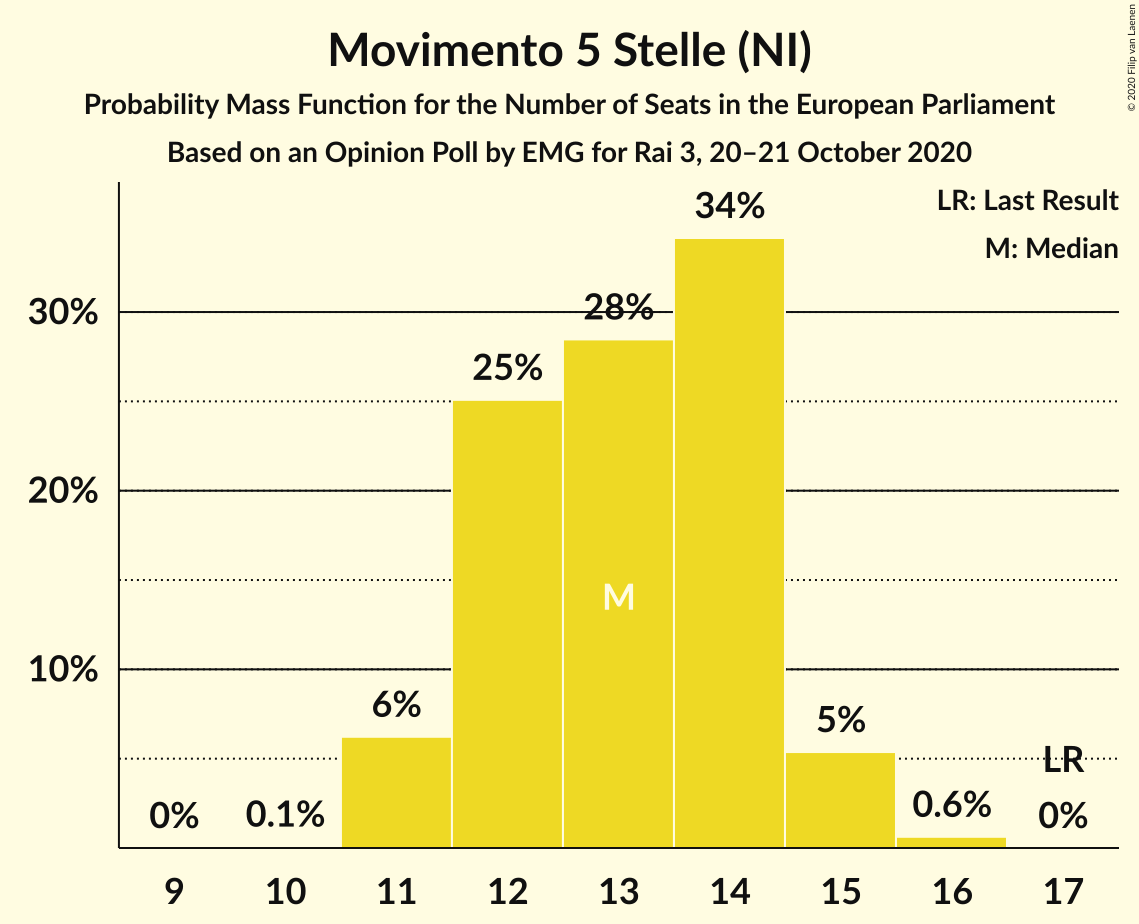 Movimento 5 Stelle (NI)
Probability Mass Function for the Number of Seats in the European Parliament
Based on an Opinion Poll by EMG for Rai 3, 20–21 October 2020
© 2020 Filip van Laenen
LR: Last Result
M: Median
34%
30%
28%
25%
20%
M
10%
6%
5%
LR
0%
0.1%
0.6%
0%
9 10 11 12 13 14 15 16 17